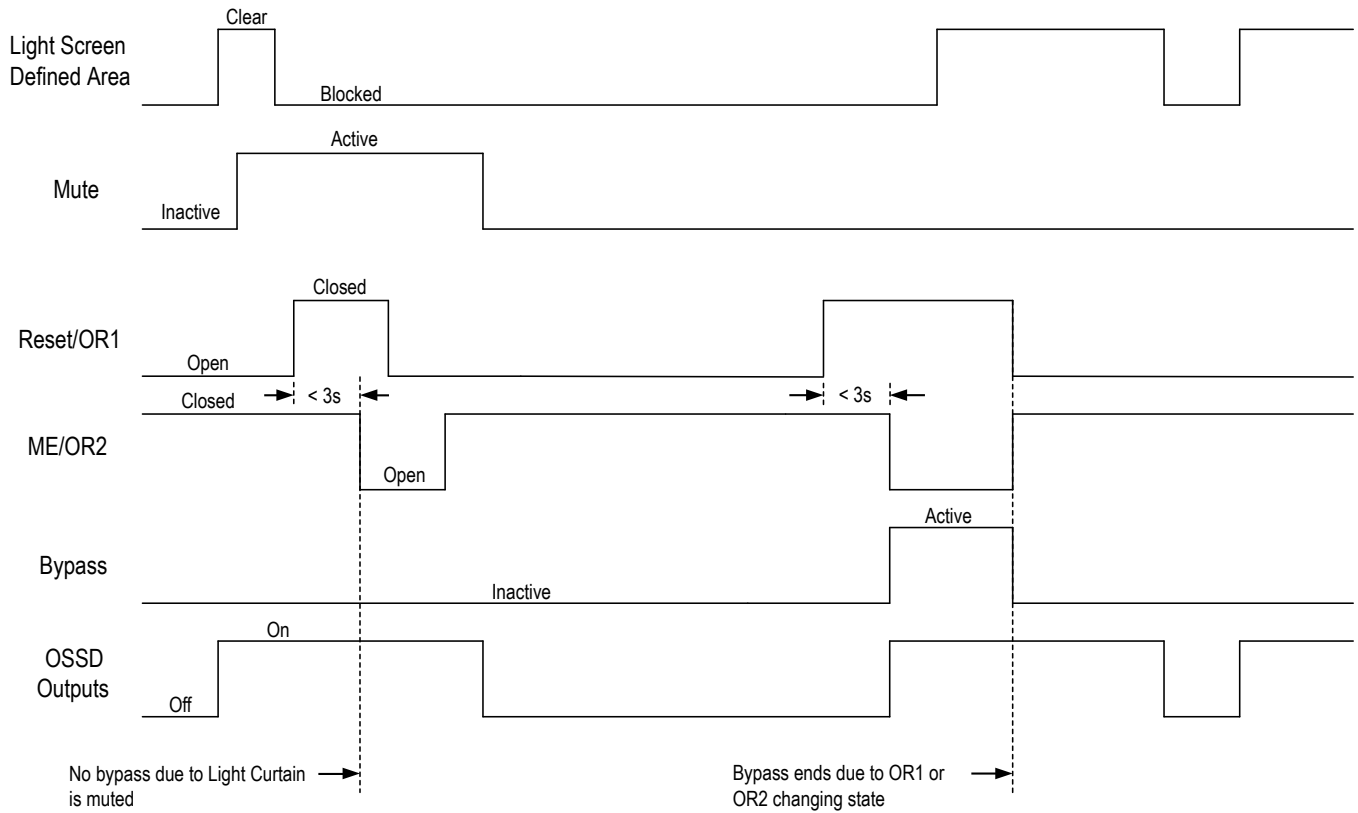 Clear
Light Screen
Defined Area
Blocked
Active
Mute
Inactive
Closed
Reset/OR1
Open
< 3s
< 3s
Closed
ME/OR2
Open
Active
Bypass
Inactive
On
OSSD
Outputs
Off
No bypass due to Light Curtain
is muted
Bypass ends due to OR1 or
OR2 changing state